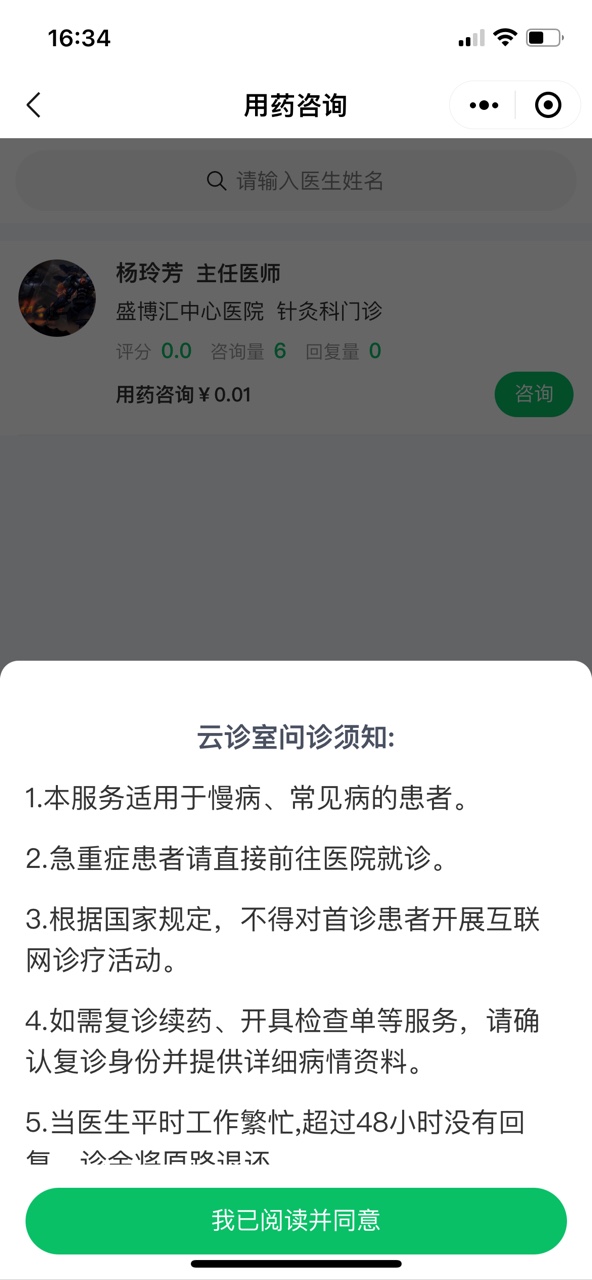 16:34
用药咨询
请输入医生姓名
杨玲芳 主任医师
盛博汇中心医院 针灸科门诊
评分 0.0 咨询量 6 回复量 0
用药咨询￥0.01
咨询
云诊室问诊须知:
1.本服务适用于慢病、常见病的患者。
2.急重症患者请直接前往医院就诊。
3.根据国家规定，不得对首诊患者开展互联
网诊疗活动。
4.如需复诊续药、开具检查单等服务，请确
认复诊身份并提供详细病情资料。
5.当医生平时工作繁忙,超过48小时没有回
复，诊金将原路退还
我已阅读并同意